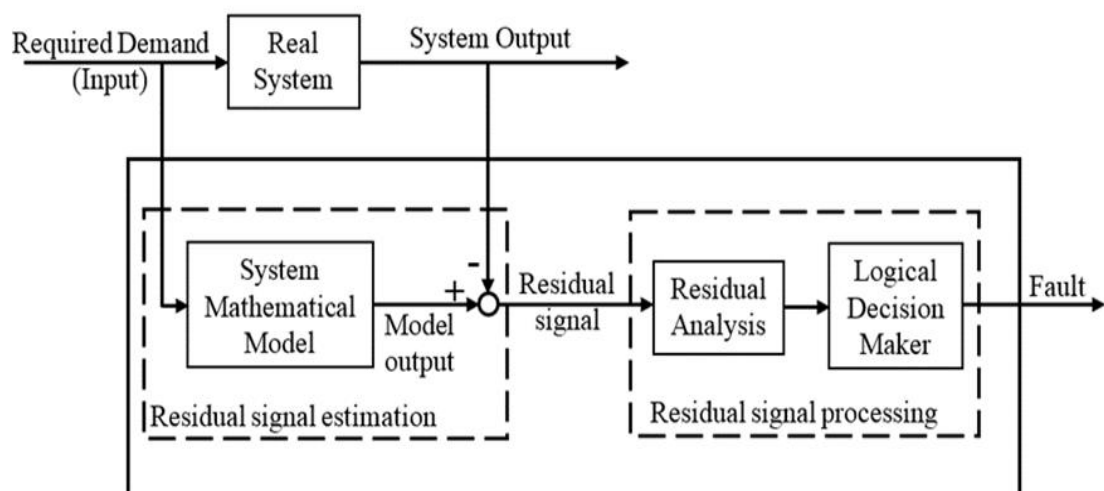 Required Demand
(Input)
Real
System
System Output
System
Mathematical
Model
+
-
Model
output
Residual signal estimation
Residual
signal
Residual
Analysis
Logical
Decision
Maker
Residual signal processing
Fault